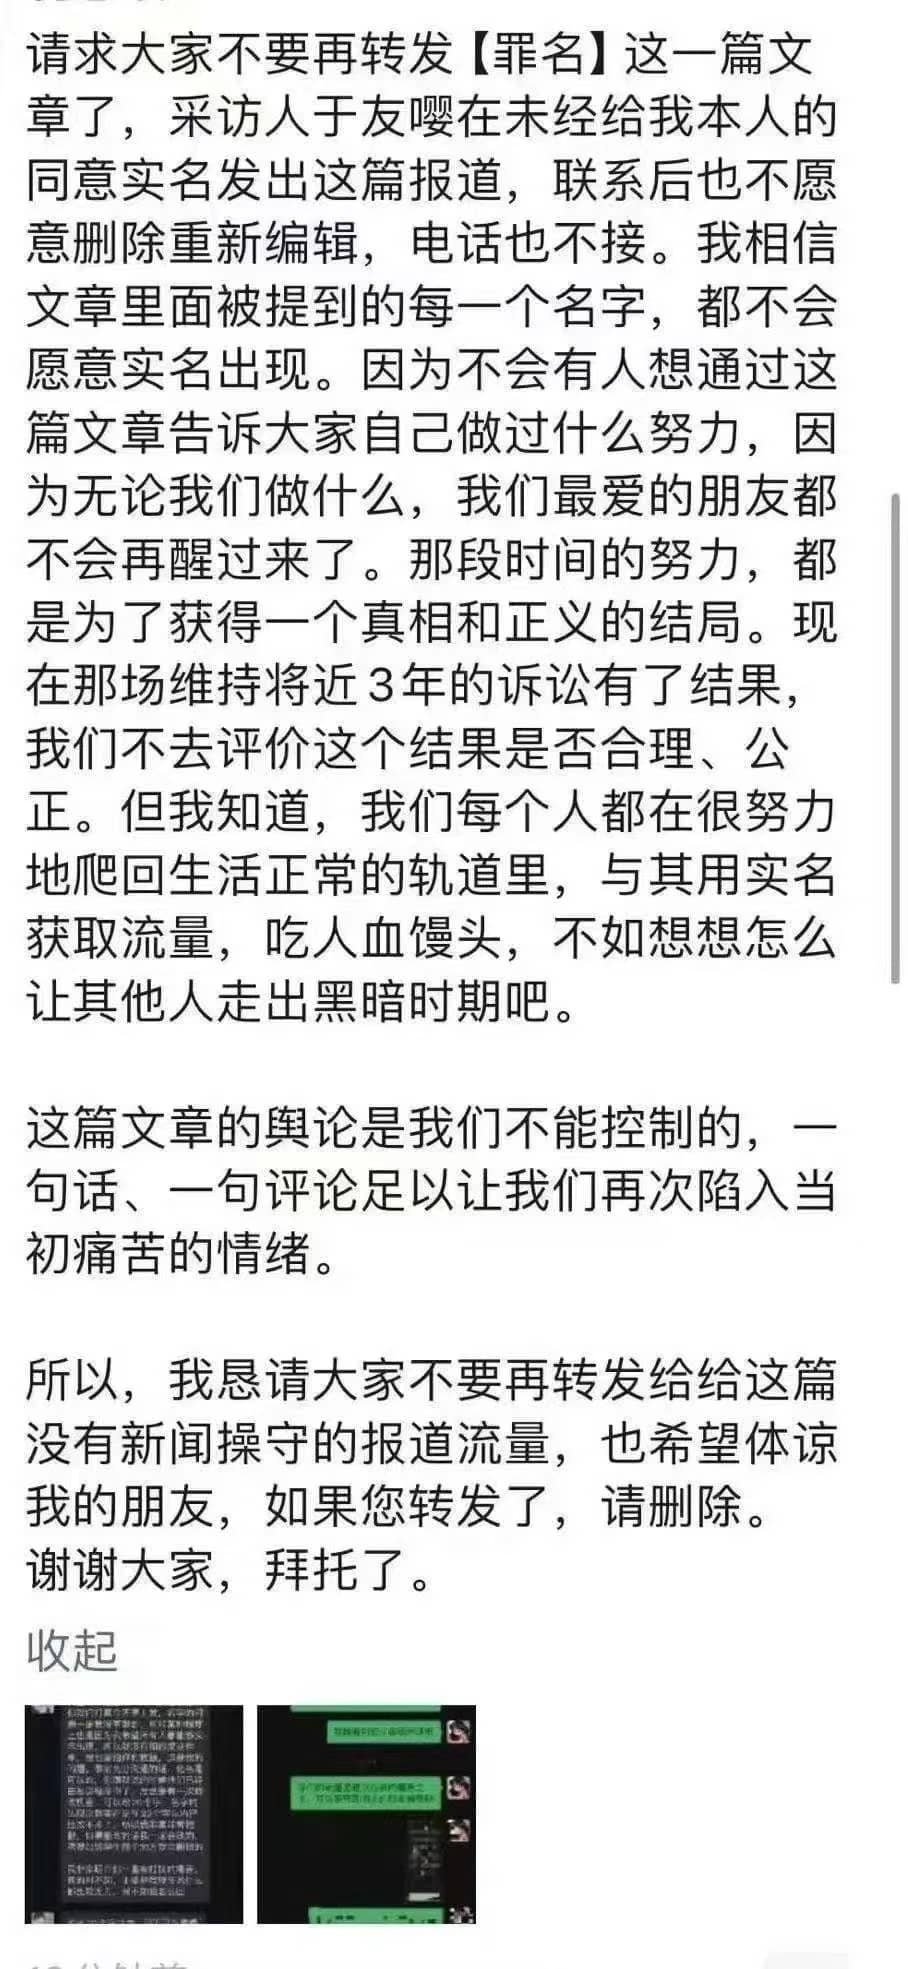 请求大家不要再转发【罪名】这一篇文
章了，采访人于友嘤在未经给我本人的
同意实名发出这篇报道，联系后也不愿
意删除重新编辑，电话也不接。我相信
文章里面被提到的每一个名字，都不会
愿意实名出现。因为不会有人想通过这
篇文章告诉大家自己做过什么努力，因
为无论我们做什么，我们最爱的朋友都
不会再醒过来了。那段时间的努力，都
是为了获得一个真相和正义的结局。现
在那场维持将近3年的诉讼有了结果，
我们不去评价这个结果是否合理、公
正。但我知道，我们每个人都在很努力
地爬回生活正常的轨道里，与其用实名
获取流量，吃人血馒头，不如想想怎么
让其他人走出黑暗时期吧。
这篇文章的舆论是我们不能控制的，一
句话、一句评论足以让我们再次陷入当
初痛苦的情绪。
所以，我恳请大家不要再转发给给这篇
没有新闻操守的报道流量，也希望体谅
我的朋友，如果您转发了，请删除。
谢谢大家，拜托了。
收起